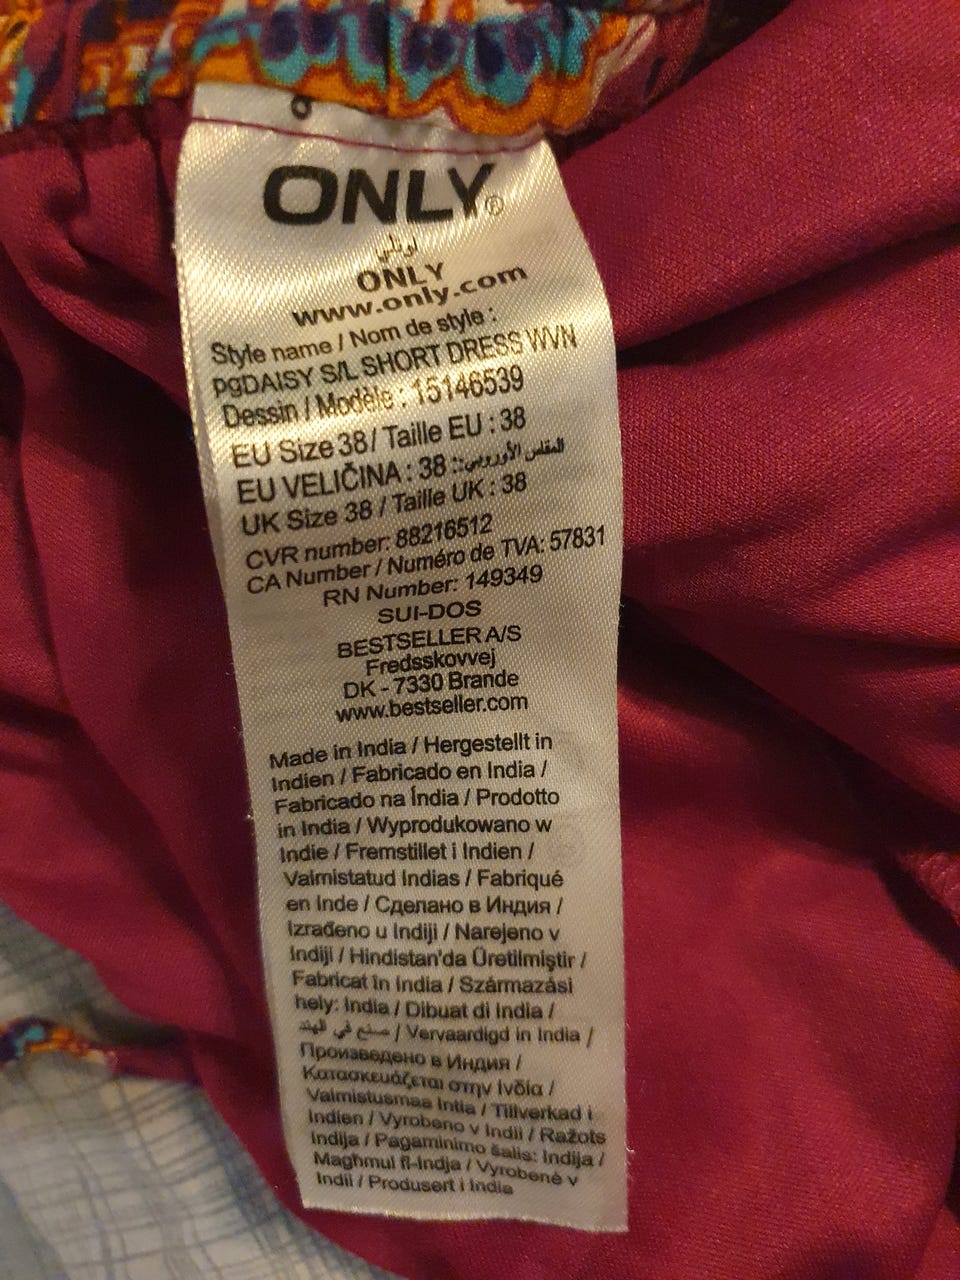 ONLY®
لونلي
ONLY
www.only.com
Style name / Nom de style :
pgDAISY S/L SHORT DRESS WVN
Dessin / Modèle : 15146539
EU Size 38 / Taille EU : 38
EU VELIČINA : 38 :: المقاس الأوروبي
UK Size 38 / Taille UK : 38
CVR number: 88216512
CA Number / Numéro de TVA: 57831
RN Number: 149349
SUI-DOS
BESTSELLER A/S
Fredsskovvej
DK - 7330 Brande
www.bestseller.com
Made in India / Hergestellt in
Indien / Fabricado en India /
Fabricado na Índia / Prodotto
in India / Wyprodukowano w
Indie / Fremstillet i Indien /
Valmistatud Indias / Fabriqué
en Inde / Сделано в Индия /
Izrađeno u Indiji / Narejeno v
Indiji / Hindistan'da Üretilmiştir /
Fabricat în India / Származási
hely: India / Dibuat di India /
صنع في الهند / Vervaardigd in India /
Произведено в Индия /
Κατασκευάζεται στην Ινδία /
Valmistusmaa Intia / Tillverkad i
Indien / Vyrobeno v Indii / Ražots
Indija / Pagaminimo šalis: Indija /
Magħmul fl-Indja / Vyrobené v
Indii / Produsert i India